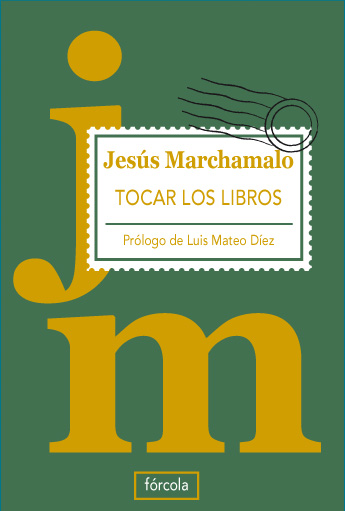 j
Jesús Marchamalo
TOCAR LOS LIBROS
Prólogo de Luis Mateo Díez
m
fórcola